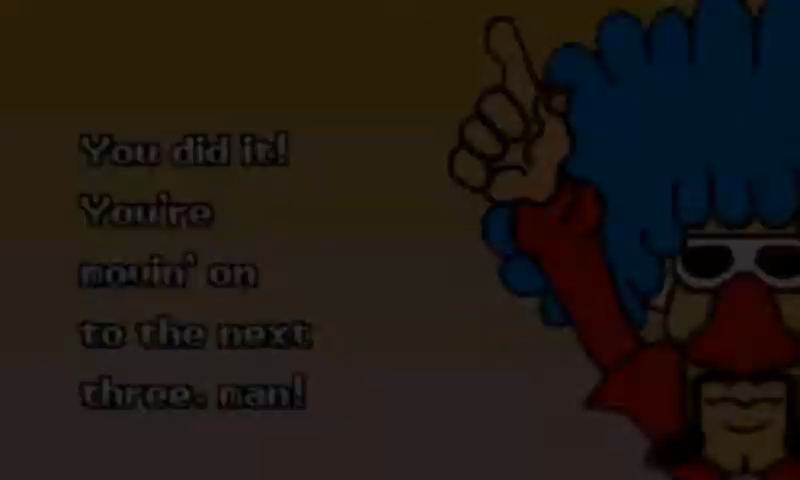 You did it!
You're
movin' on
to the next
three, man!